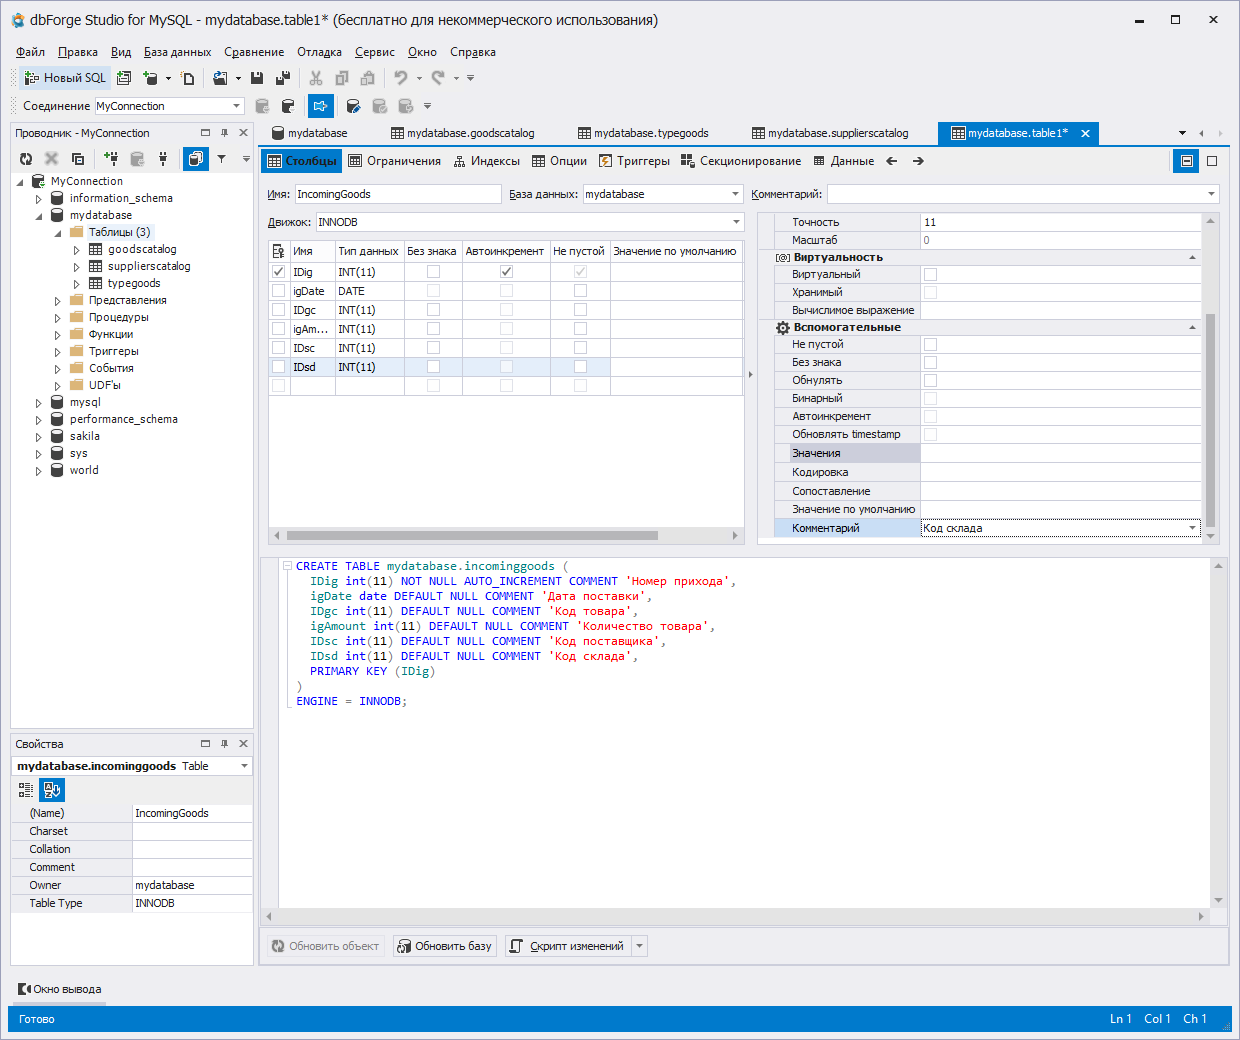 dbForge Studio for MySQL - mydatabase.table1* (бесплатно для некоммерческого использования)
Файл Правка Вид База данных Сравнение Отладка Сервис Окно Справка
Новый SQL
Соединение MyConnection
Проводник - MyConnection
MyConnection
information_schema
mydatabase
Таблицы (3)
goodscatalog
supplierscatalog
typegoods
Представления
Процедуры
Функции
Триггеры
События
UDF'ы
mysql
performance_schema
sakila
sys
world
Свойства
mydatabase.incominggoods Table
(Name) IncomingGoods
Charset
Collation
Comment
Owner mydatabase
Table Type INNODB
mydatabase mydatabase.goodscatalog mydatabase.typegoods mydatabase.supplierscatalog mydatabase.table1*
Столбцы Ограничения Индексы Опции Триггеры Секционирование Данные
Имя: IncomingGoods База данных: mydatabase Комментарий:
Движок: INNODB
Имя Тип данных Без знака Автоинкремент Не пустой Значение по умолчанию
IDig INT(11)
igDate DATE
IDgc INT(11)
igAm... INT(11)
IDsc INT(11)
IDsd INT(11)
Точность 11
Масштаб 0
Виртуальность
Виртуальный
Хранимый
Вычислимое выражение
Вспомогательные
Не пустой
Без знака
Обнулять
Бинарный
Автоинкремент
Обновлять timestamp
Значения
Кодировка
Сопоставление
Значение по умолчанию
Комментарий Код склада
CREATE TABLE mydatabase.incominggoods (
IDig int(11) NOT NULL AUTO_INCREMENT COMMENT 'Номер прихода',
igDate date DEFAULT NULL COMMENT 'Дата поставки',
IDgc int(11) DEFAULT NULL COMMENT 'Код товара',
igAmount int(11) DEFAULT NULL COMMENT 'Количество товара',
IDsc int(11) DEFAULT NULL COMMENT 'Код поставщика',
IDsd int(11) DEFAULT NULL COMMENT 'Код склада',
PRIMARY KEY (IDig)
)
ENGINE = INNODB;
Обновить объект Обновить базу Скрипт изменений
Окно вывода
Готово Ln 1 Col 1 Ch 1